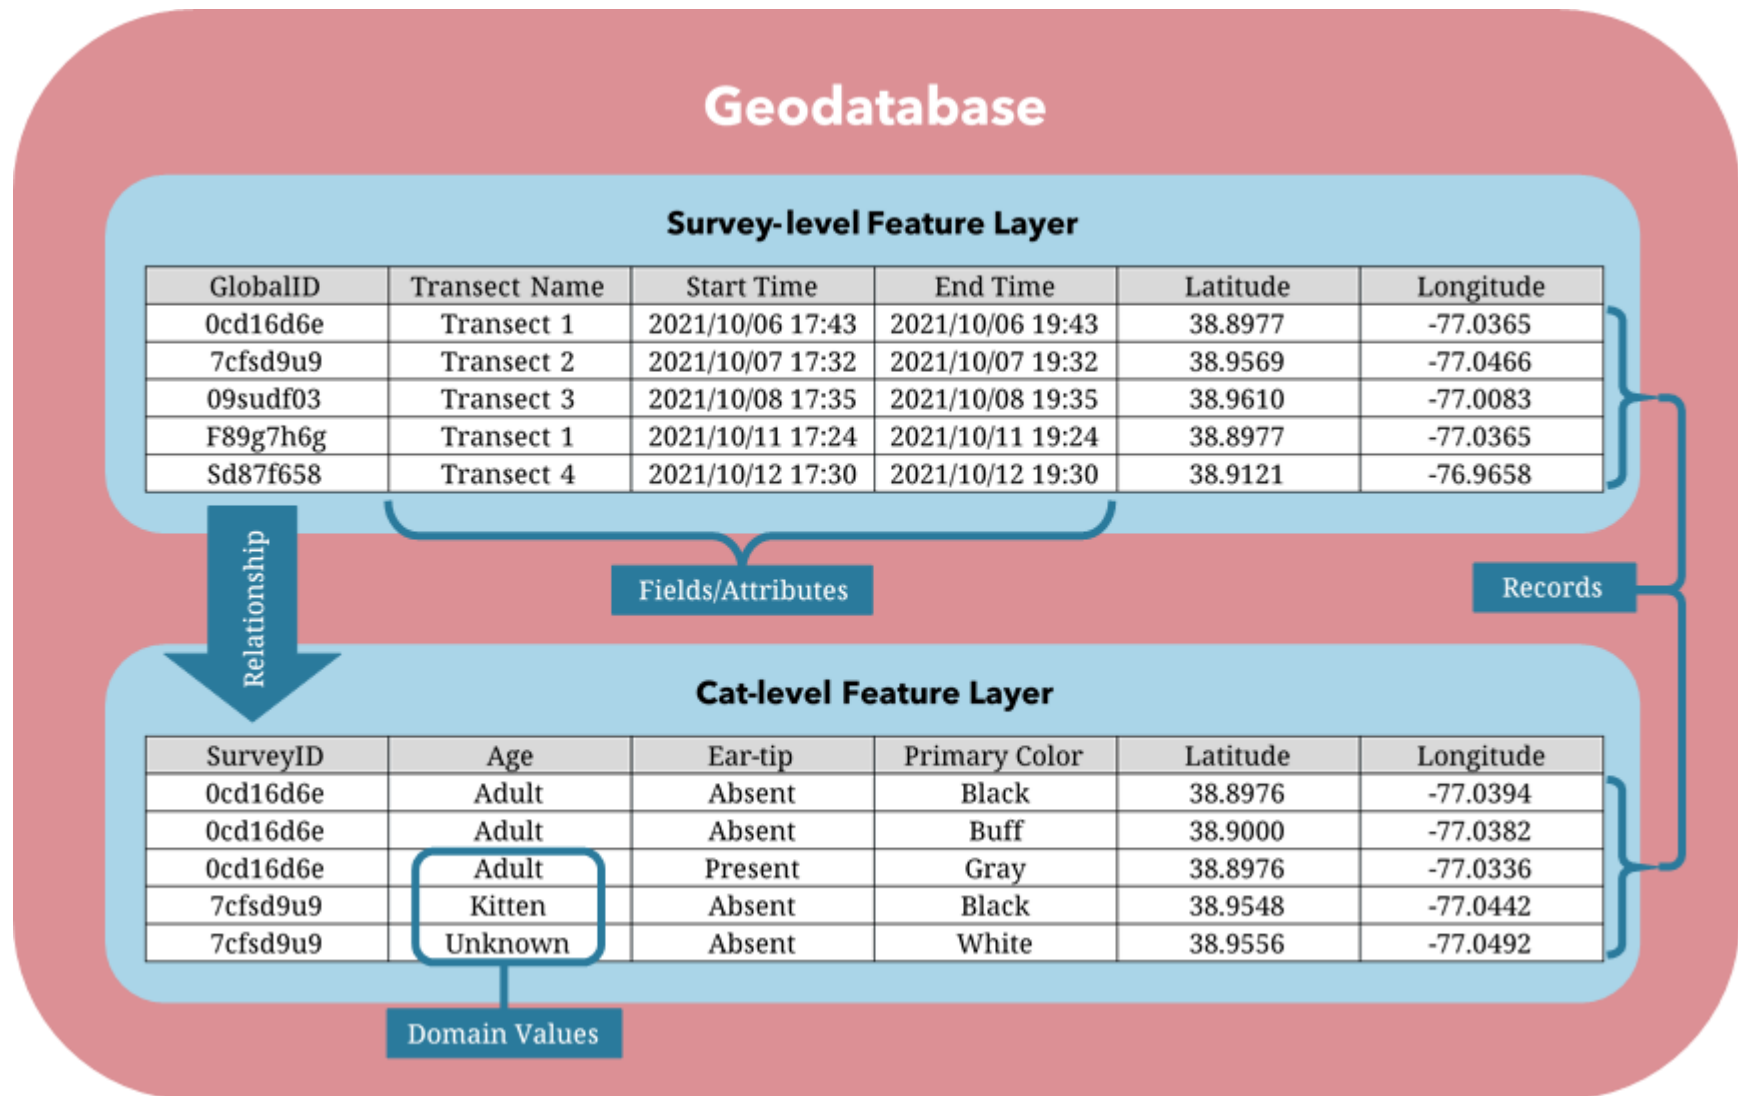 Geodatabase
Survey-level Feature Layer
GlobalID Transect Name Start Time End Time Latitude Longitude
0cd16d6e Transect 1 2021/10/06 17:43 2021/10/06 19:43 38.8977 -77.0365
7cfsd9u9 Transect 2 2021/10/07 17:32 2021/10/07 19:32 38.9569 -77.0466
09sudf03 Transect 3 2021/10/08 17:35 2021/10/08 19:35 38.9610 -77.0083
F89g7h6g Transect 1 2021/10/11 17:24 2021/10/11 19:24 38.8977 -77.0365
Sd87f658 Transect 4 2021/10/12 17:30 2021/10/12 19:30 38.9121 -76.9658
Relationship
Fields/Attributes
Records
Cat-level Feature Layer
SurveyID Age Ear-tip Primary Color Latitude Longitude
0cd16d6e Adult Absent Black 38.8976 -77.0394
0cd16d6e Adult Absent Buff 38.9000 -77.0382
0cd16d6e Adult Present Gray 38.8976 -77.0336
7cfsd9u9 Kitten Absent Black 38.9548 -77.0442
7cfsd9u9 Unknown Absent White 38.9556 -77.0492
Domain Values